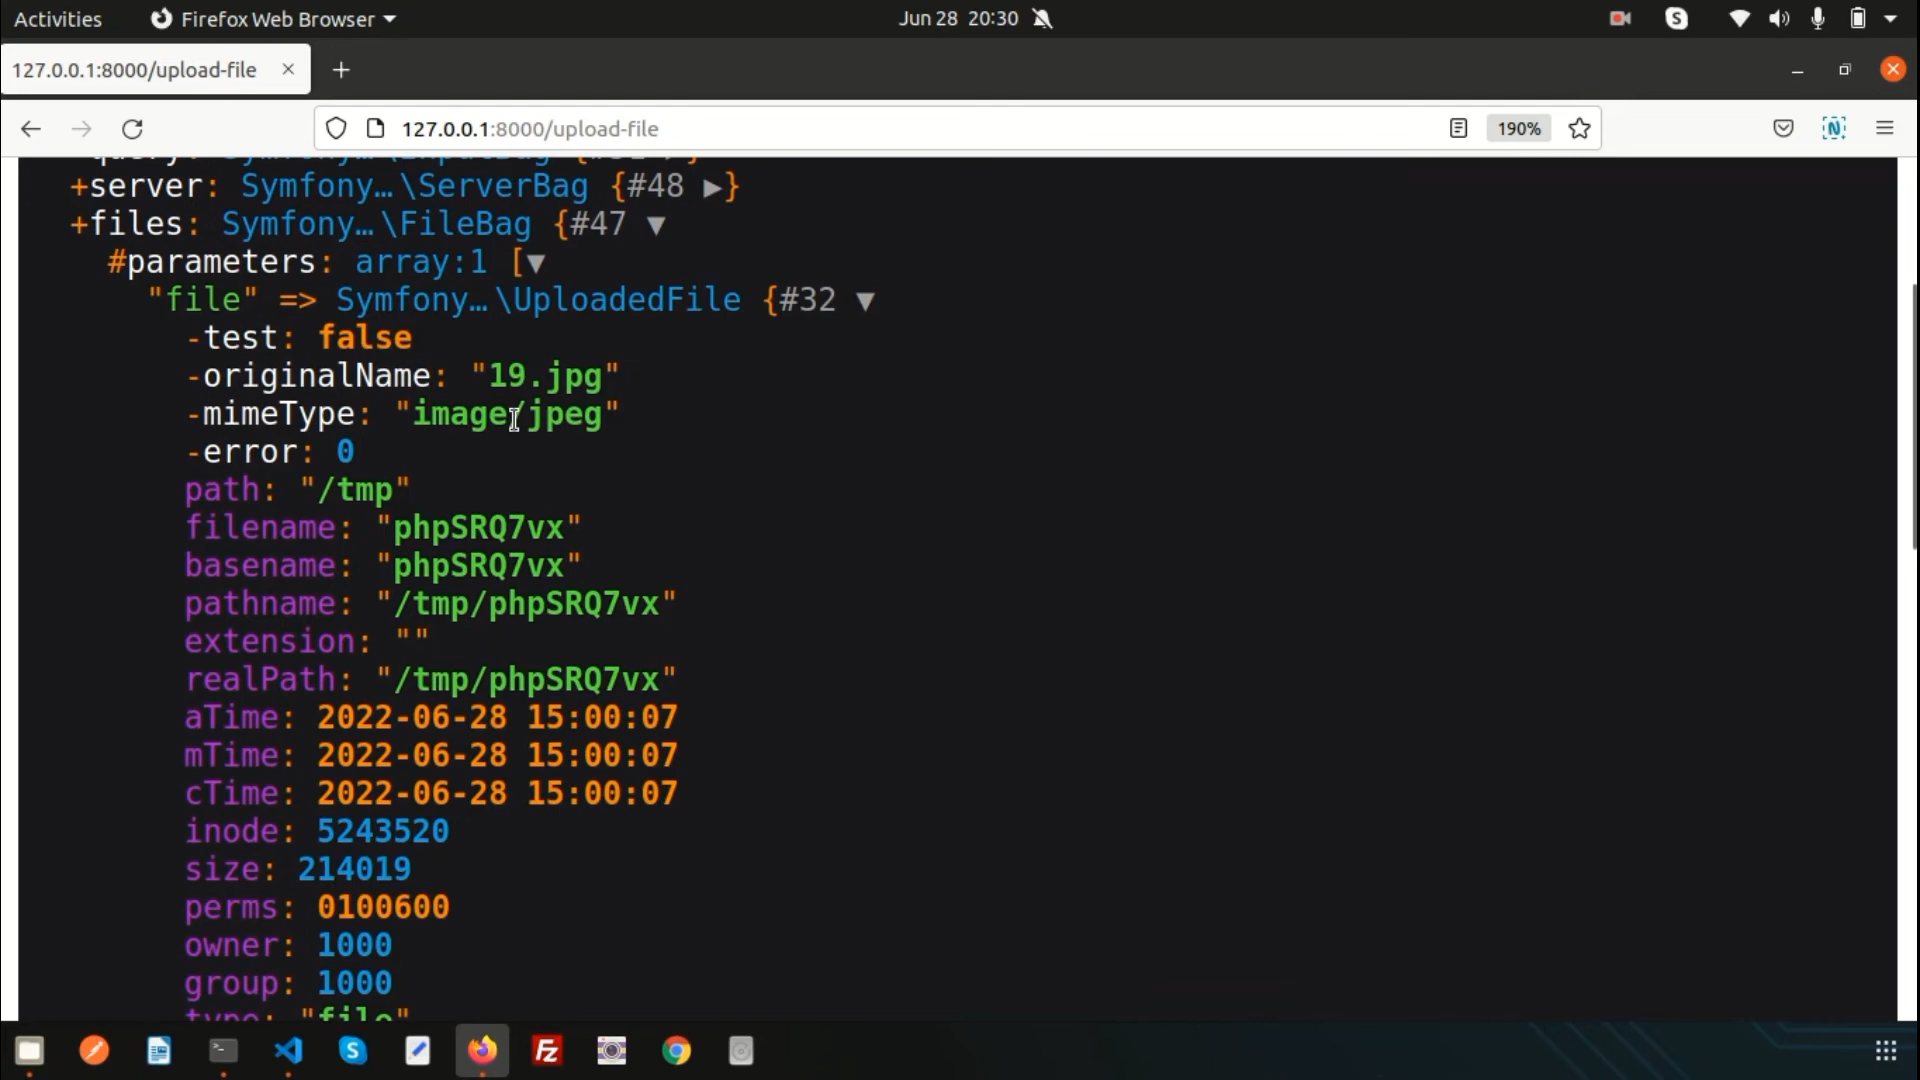 Activities Firefox Web Browser Jun 28 20:30
127.0.0.1:8000/upload-file
127.0.0.1:8000/upload-file 190%
+server: Symfony…\ServerBag {#48 ▶}
+files: Symfony…\FileBag {#47 ▼
#parameters: array:1 [▼
"file" => Symfony…\UploadedFile {#32 ▼
-test: false
-originalName: "19.jpg"
-mimeType: "image/jpeg"
-error: 0
path: "/tmp"
filename: "phpSRQ7vx"
basename: "phpSRQ7vx"
pathname: "/tmp/phpSRQ7vx"
extension: ""
realPath: "/tmp/phpSRQ7vx"
aTime: 2022-06-28 15:00:07
mTime: 2022-06-28 15:00:07
cTime: 2022-06-28 15:00:07
inode: 5243520
size: 214019
perms: 0100600
owner: 1000
group: 1000
type: "file"